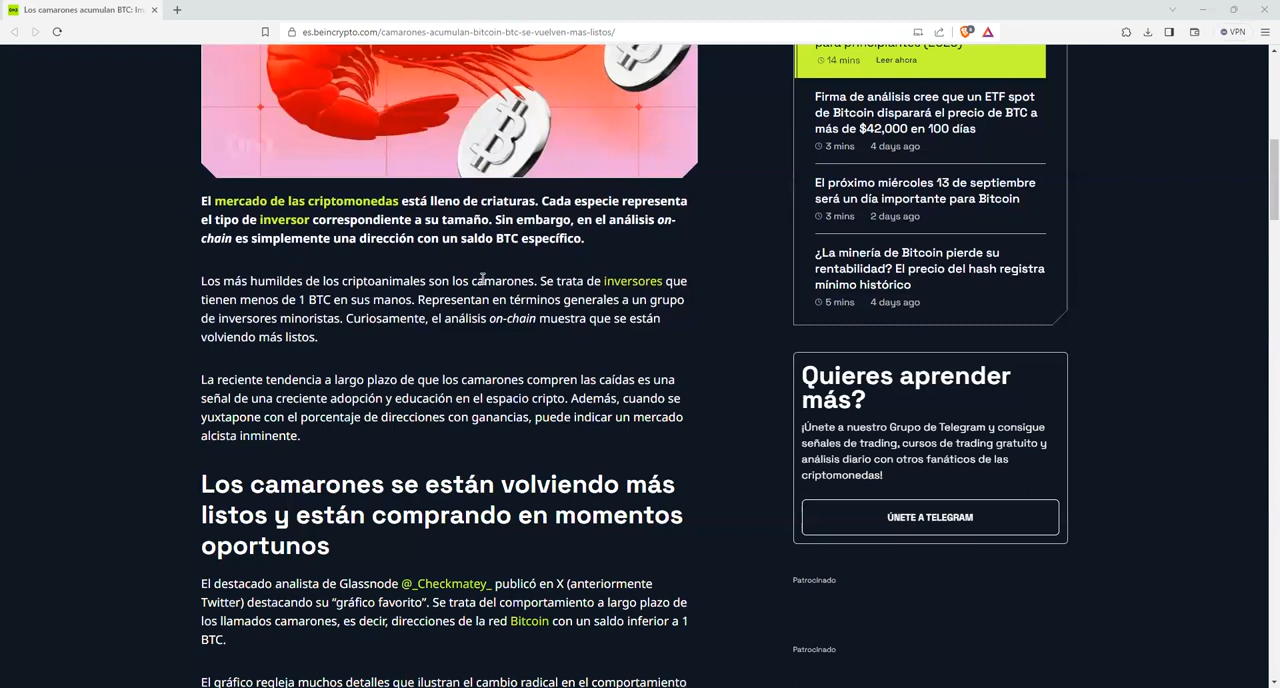 Los camarones acumulan BTC: Im
es.beincrypto.com/camarones-acumulan-bitcoin-btc-se-vuelven-mas-listos/
VPN
El mercado de las criptomonedas está lleno de criaturas. Cada especie representa
el tipo de inversor correspondiente a su tamaño. Sin embargo, en el análisis on-
chain es simplemente una dirección con un saldo BTC específico.
Los más humildes de los criptoanimales son los camarones. Se trata de inversores que
tienen menos de 1 BTC en sus manos. Representan en términos generales a un grupo
de inversores minoristas. Curiosamente, el análisis on-chain muestra que se están
volviendo más listos.
La reciente tendencia a largo plazo de que los camarones compren las caídas es una
señal de una creciente adopción y educación en el espacio cripto. Además, cuando se
yuxtapone con el porcentaje de direcciones con ganancias, puede indicar un mercado
alcista inminente.
Los camarones se están volviendo más
listos y están comprando en momentos
oportunos
El destacado analista de Glassnode @_Checkmatey_ publicó en X (anteriormente
Twitter) destacando su “gráfico favorito”. Se trata del comportamiento a largo plazo de
los llamados camarones, es decir, direcciones de la red Bitcoin con un saldo inferior a 1
BTC.
El gráfico regleja muchos detalles que ilustran el cambio radical en el comportamiento
para principiantes (2023)
14 mins Leer ahora
Firma de análisis cree que un ETF spot
de Bitcoin disparará el precio de BTC a
más de $42,000 en 100 días
3 mins 4 days ago
El próximo miércoles 13 de septiembre
será un día importante para Bitcoin
3 mins 2 days ago
¿La minería de Bitcoin pierde su
rentabilidad? El precio del hash registra
mínimo histórico
5 mins 4 days ago
Quieres aprender
más?
¡Únete a nuestro Grupo de Telegram y consigue
señales de trading, cursos de trading gratuito y
análisis diario con otros fanáticos de las
criptomonedas!
ÚNETE A TELEGRAM
Patrocinado
Patrocinado